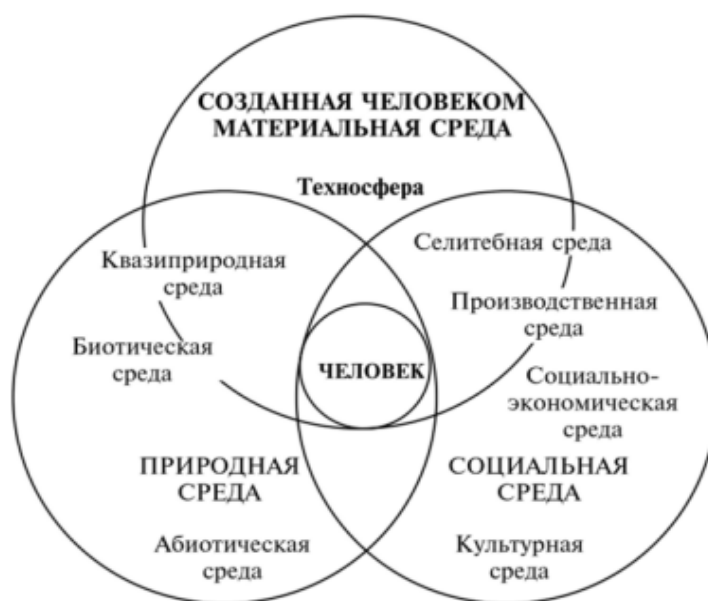 СОЗДАННАЯ ЧЕЛОВЕКОМ
МАТЕРИАЛЬНАЯ СРЕДА
Техносфера
Квазиприродная
среда
Селитебная среда
Производственная
среда
Биотическая
среда
ЧЕЛОВЕК
Социально-
экономическая
среда
ПРИРОДНАЯ
СРЕДА
СОЦИАЛЬНАЯ
СРЕДА
Абиотическая
среда
Культурная
среда